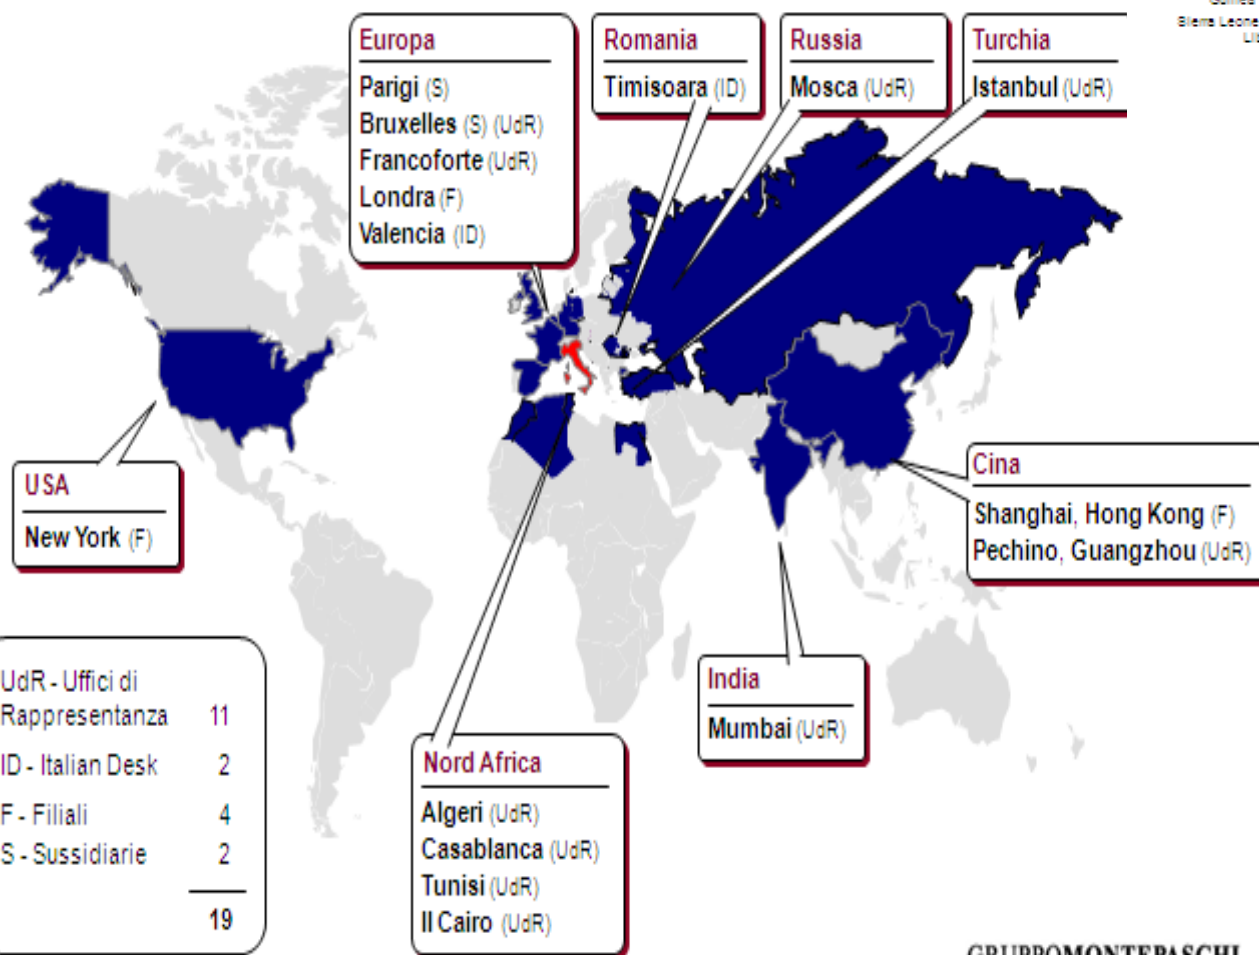 Europa
Parigi (S)
Bruxelles (S) (UdR)
Francoforte (UdR)
Londra (F)
Valencia (ID)
Romania
Timisoara (ID)
Russia
Mosca (UdR)
Turchia
Istanbul (UdR)
Sierra Leone
USA
New York (F)
Cina
Shanghai, Hong Kong (F)
Pechino, Guangzhou (UdR)
India
Mumbai (UdR)
Nord Africa
Algeri (UdR)
Casablanca (UdR)
Tunisi (UdR)
Il Cairo (UdR)
UdR - Uffici di
Rappresentanza 11
ID - Italian Desk 2
F - Filiali 4
S - Sussidiarie 2
19
GRUPPOMONTEPASCHI